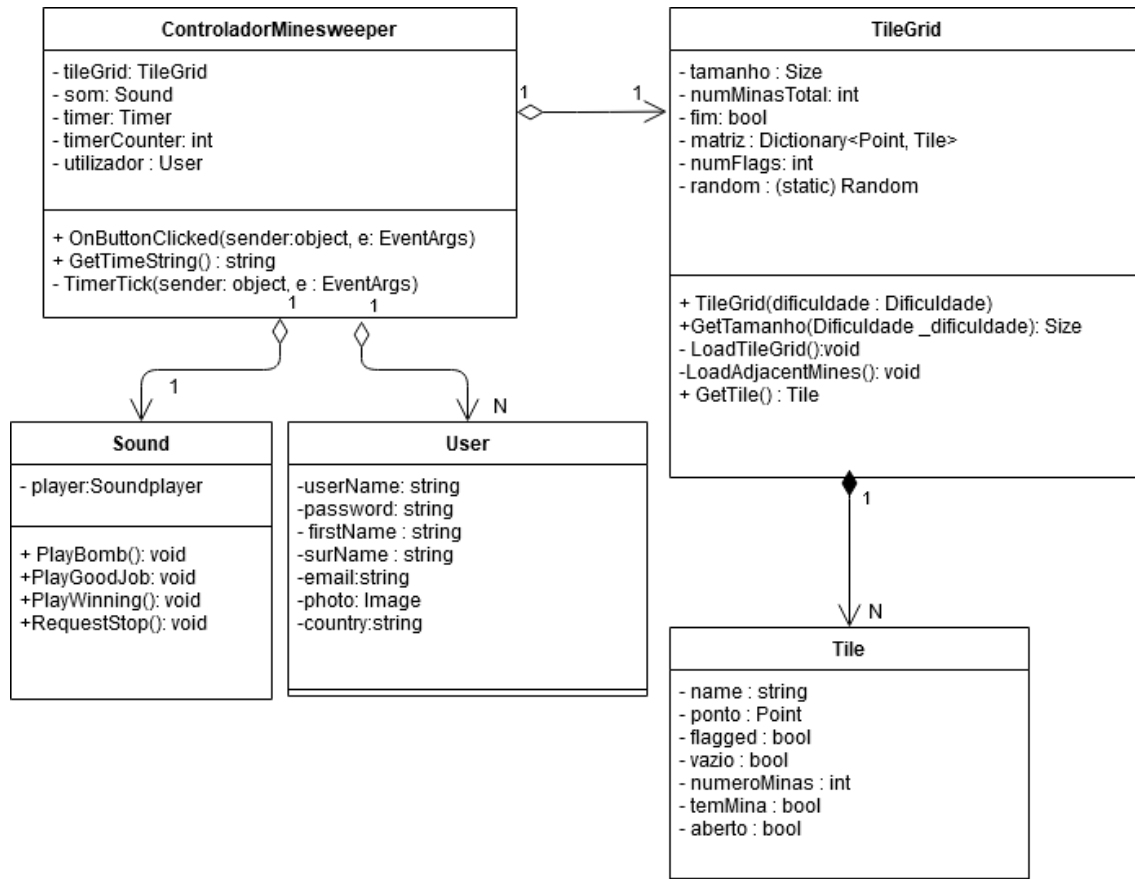 ControladorMinesweeper
- tileGrid: TileGrid
- som: Sound
- timer: Timer
- timerCounter: int
- utilizador : User
+ OnButtonClicked(sender:object, e: EventArgs)
+ GetTimeString() : string
- TimerTick(sender: object, e : EventArgs)
1
1
1
1
TileGrid
- tamanho : Size
- numMinasTotal: int
- fim: bool
- matriz : Dictionary<Point, Tile>
- numFlags: int
- random : (static) Random
+ TileGrid(dificuldade : Dificuldade)
+GetTamanho(Dificuldade _dificuldade): Size
- LoadTileGrid():void
-LoadAdjacentMines(): void
+ GetTile() : Tile
1
N
1
N
Sound
- player:Soundplayer
+ PlayBomb(): void
+PlayGoodJob: void
+PlayWinning(): void
+RequestStop(): void
User
-userName: string
-password: string
- firstName : string
-surName : string
-email:string
-photo: Image
-country:string
Tile
- name : string
- ponto : Point
- flagged : bool
- vazio : bool
- numeroMinas : int
- temMina : bool
- aberto : bool